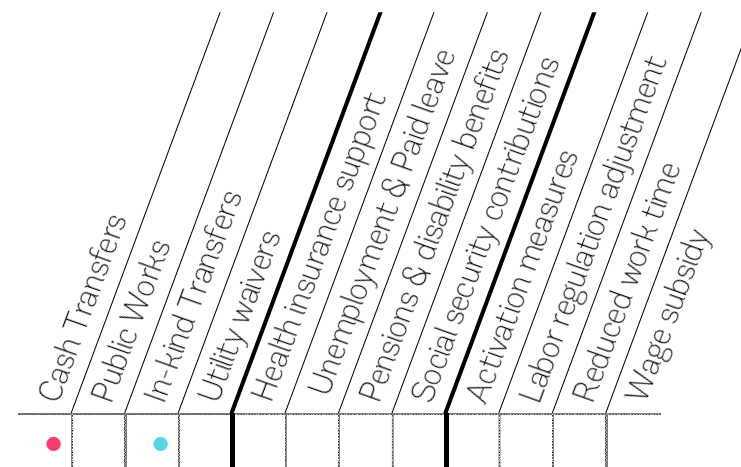 Cash Transfers
Public Works
In-kind Transfers
Utility waivers
Health insurance support
Unemployment & Paid leave
Pensions & disability benefits
Social security contributions
Activation measures
Labor regulation adjustment
Reduced work time
Wage subsidy